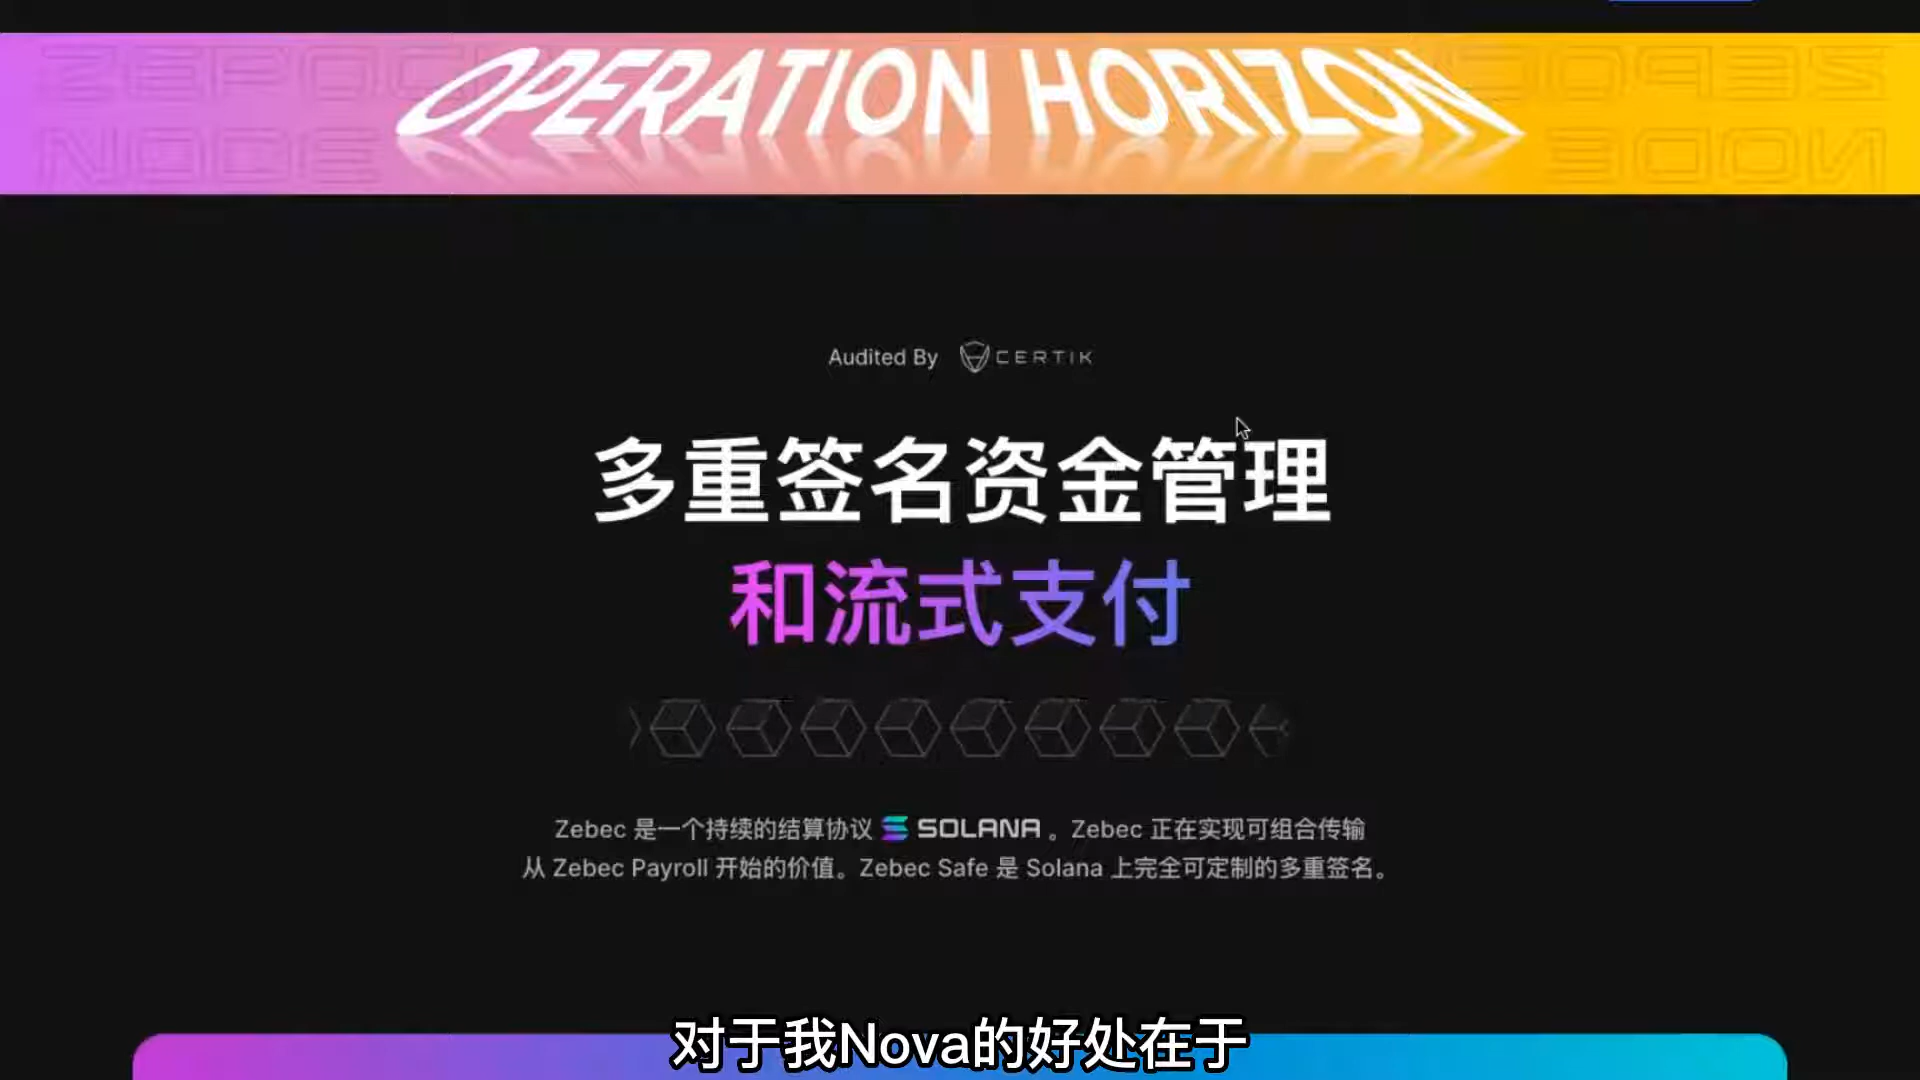 OPERATION HORIZON
ZEROC
NODE
Audited By CERTIK
多重签名资金管理
和流式支付
Zebec 是一个持续的结算协议 SOLANA 。Zebec 正在实现可组合传输
从 Zebec Payroll 开始的价值。Zebec Safe 是 Solana 上完全可定制的多重签名。
对于我Nova的好处在于